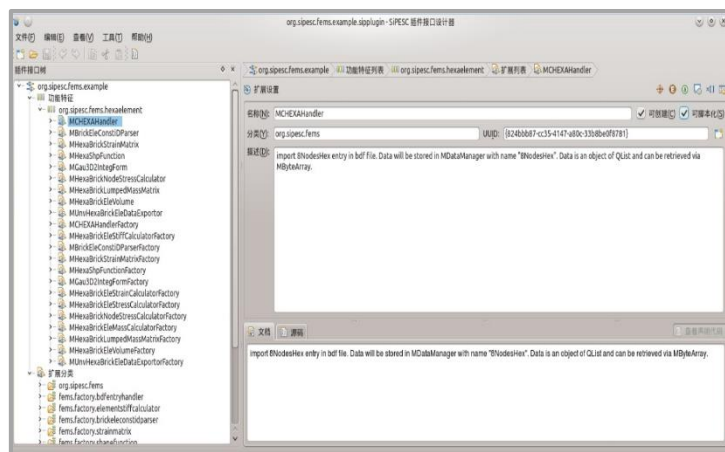 org.sipesc.fems.example.sipplugin - SiPESC 插件接口设计器
文件(F) 编辑(E) 查看(V) 工具(T) 帮助(H)
插件接口树
org.sipesc.fems.example
功能特征
org.sipesc.fems.hexaelement
MCHEXAHandler
MBrickEleConstiDParser
MHexaBrickStrainMatrix
MHexaShpFunction
MGau3D2IntegForm
MHexaBrickNodeStressCalculator
MHexaBrickLumpedMassMatrix
MHexaBrickEleVolume
MUnvHexaBrickEleDataExportor
MCHEXAHandlerFactory
MHexaBrickEleStiffCalculatorFactory
MBrickEleConstiDParserFactory
MHexaBrickStrainMatrixFactory
MHexaShpFunctionFactory
MGau3D2IntegFormFactory
MHexaBrickEleStrainCalculatorFactory
MHexaBrickEleStressCalculatorFactory
MHexaBrickNodeStressCalculatorFactory
MHexaBrickEleMassCalculatorFactory
MHexaBrickLumpedMassMatrixFactory
MHexaBrickEleVolumeFactory
MUnvHexaBrickEleDataExportorFactory
扩展分类
org.sipesc.fems
fems.factory.bdfentryhandler
fems.factory.elementstiffcalculator
fems.factory.brickeleconstidparser
fems.factory.strainmatrix
fems.factory.shapefunction
org.sipesc.fems.example 功能特征列表 org.sipesc.fems.hexaelement 扩展列表 MCHEXAHandler
扩展设置
名称(N): MCHEXAHandler 可创建(C) 可脚本化(S)
分类(Y): org.sipesc.fems UUID: {824bbb87-cc35-4147-a80c-33b8be0f8781}
描述(D): import 8NodesHex entry in bdf file. Data will be stored in MDataManager with name "8NodesHex". Data is an object of QList and can be retrieved via
MByteArray.
文档 源码
import 8NodesHex entry in bdf file. Data will be stored in MDataManager with name "8NodesHex". Data is an object of QList and can be retrieved via MByteArray.